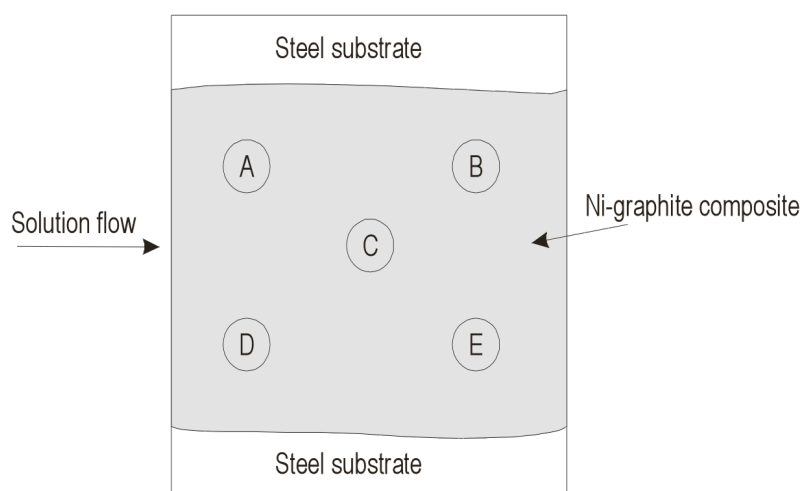 Steel substrate
A
B
Solution flow
C
Ni-graphite composite
D
E
Steel substrate